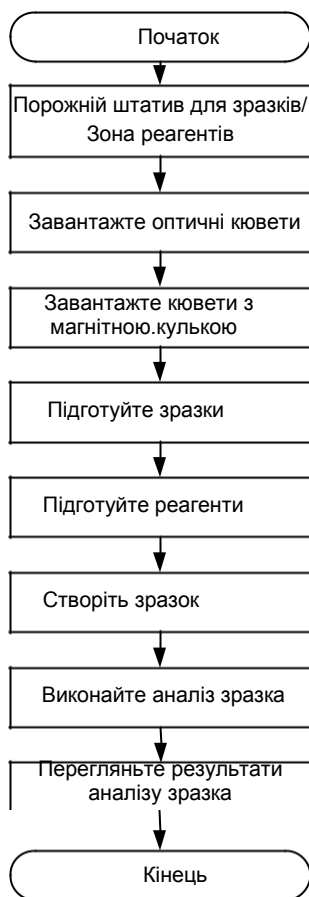 Початок
Порожній штатив для зразків/
Зона реагентів
Завантажте оптичні кювети
Завантажте кювети з
магнітною.кулькою
Підготуйте зразки
Підготуйте реагенти
Створіть зразок
Виконайте аналіз зразка
Перегляньте результати
аналізу зразка
Кінець